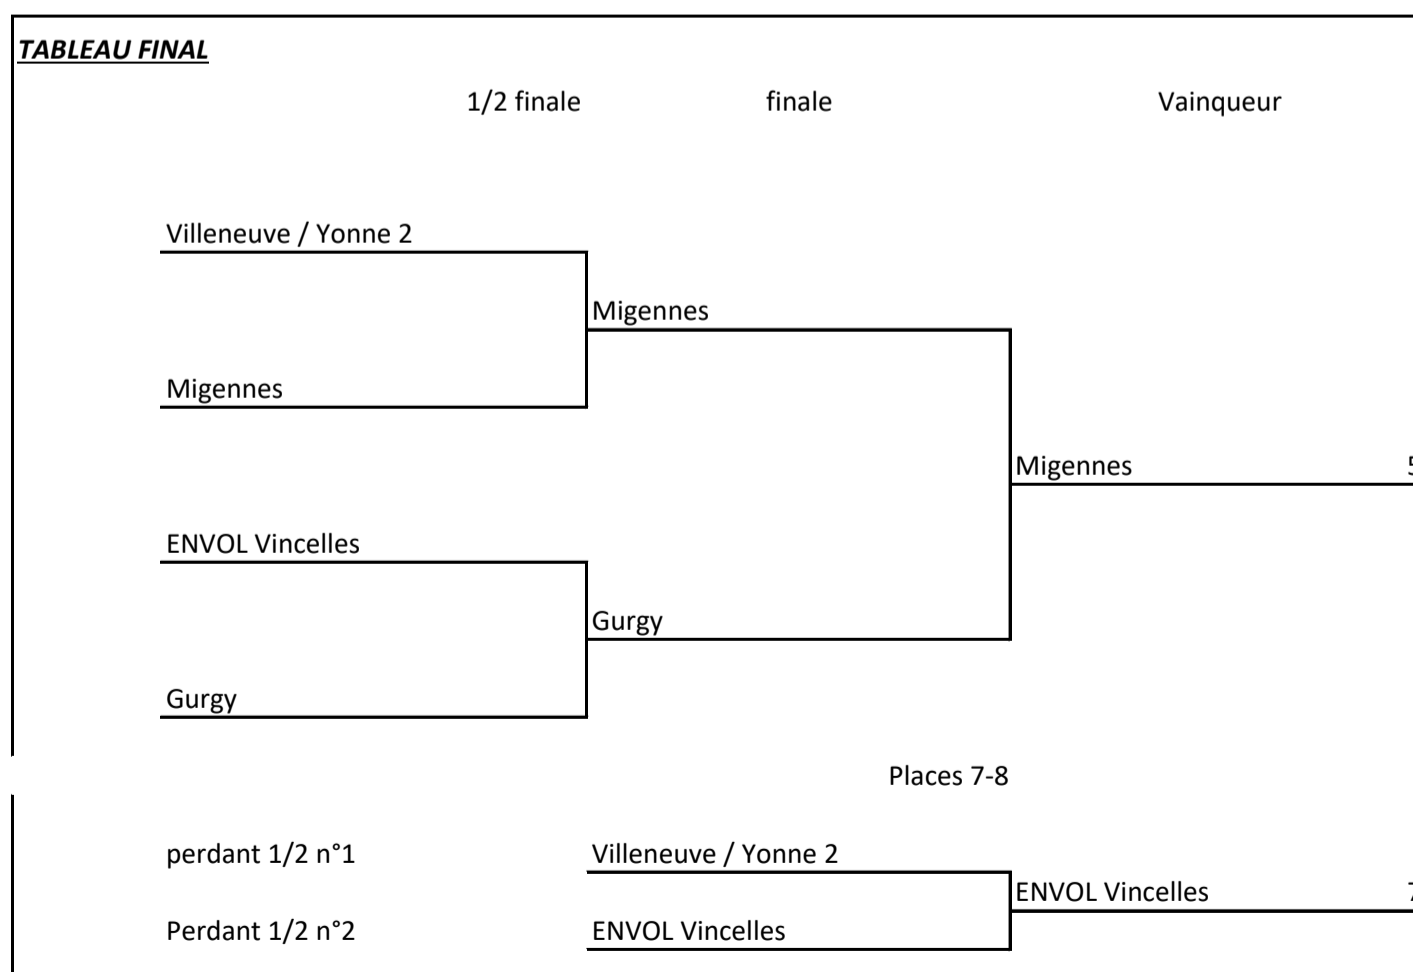 TABLEAU FINAL
1/2 finale finale Vainqueur
Villeneuve / Yonne 2
Migennes
Migennes
Migennes
ENVOL Vincelles
Gurgy
Gurgy
Places 7-8
perdant 1/2 n°1 Villeneuve / Yonne 2
ENVOL Vincelles
Perdant 1/2 n°2 ENVOL Vincelles